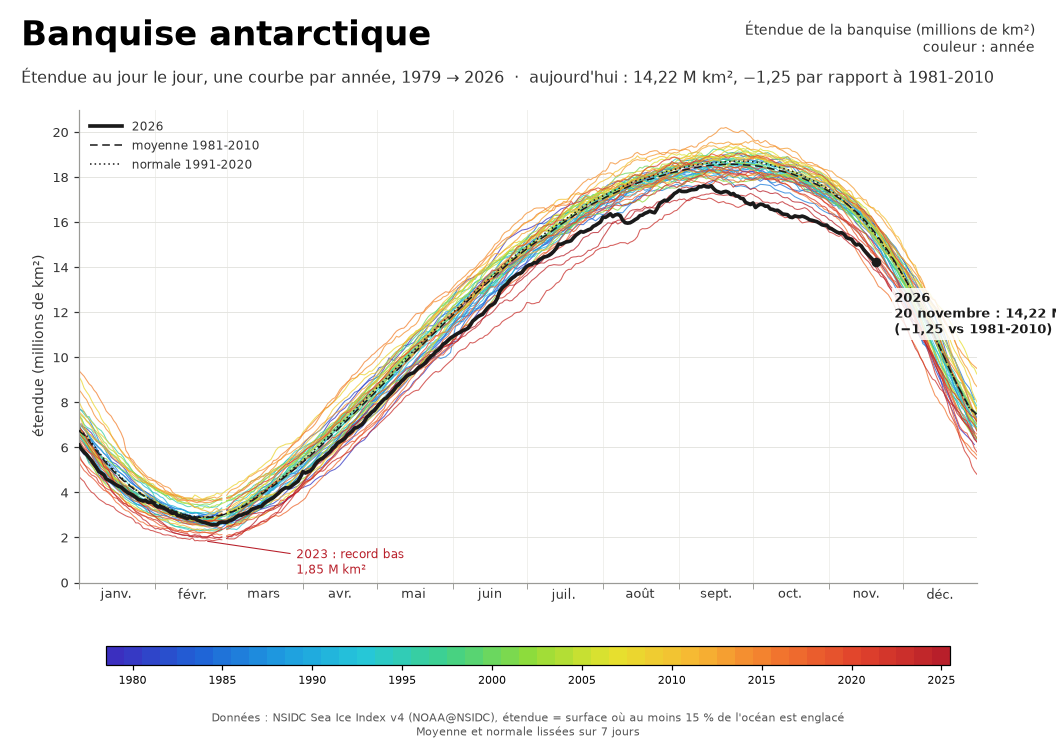 Banquise antarctique
Étendue de la banquise (millions de km²)
couleur : année
Étendue au jour le jour, une courbe par année, 1979 → 2026 · aujourd'hui : 14,22 M km², −1,25 par rapport à 1981-2010
2026
moyenne 1981-2010
normale 1991-2020
étendue (millions de km²)
20
18
16
14
12
10
8
6
4
2
0
2026
20 novembre : 14,22 M
(−1,25 vs 1981-2010)
2023 : record bas
1,85 M km²
janv. févr. mars avr. mai juin juil. août sept. oct. nov. déc.
1980 1985 1990 1995 2000 2005 2010 2015 2020 2025
Données : NSIDC Sea Ice Index v4 (NOAA@NSIDC), étendue = surface où au moins 15 % de l'océan est englacé
Moyenne et normale lissées sur 7 jours